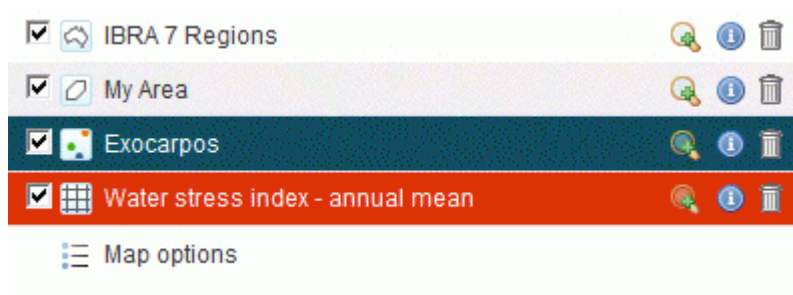 IBRA 7 Regions
My Area
Exocarpos
Water stress index - annual mean
Map options